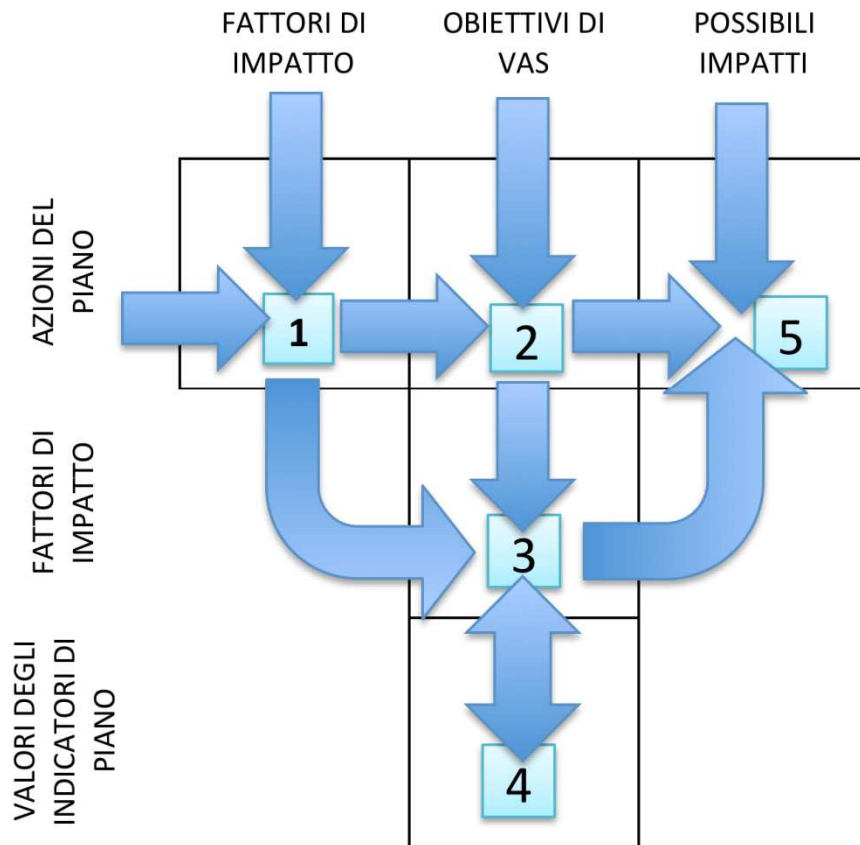 FATTORI DI
IMPATTO
OBIETTIVI DI
VAS
POSSIBILI
IMPATTI
AZIONI DEL
PIANO
1
2
5
FATTORI DI
IMPATTO
3
VALORI DEGLI
INDICATORI DI
PIANO
4